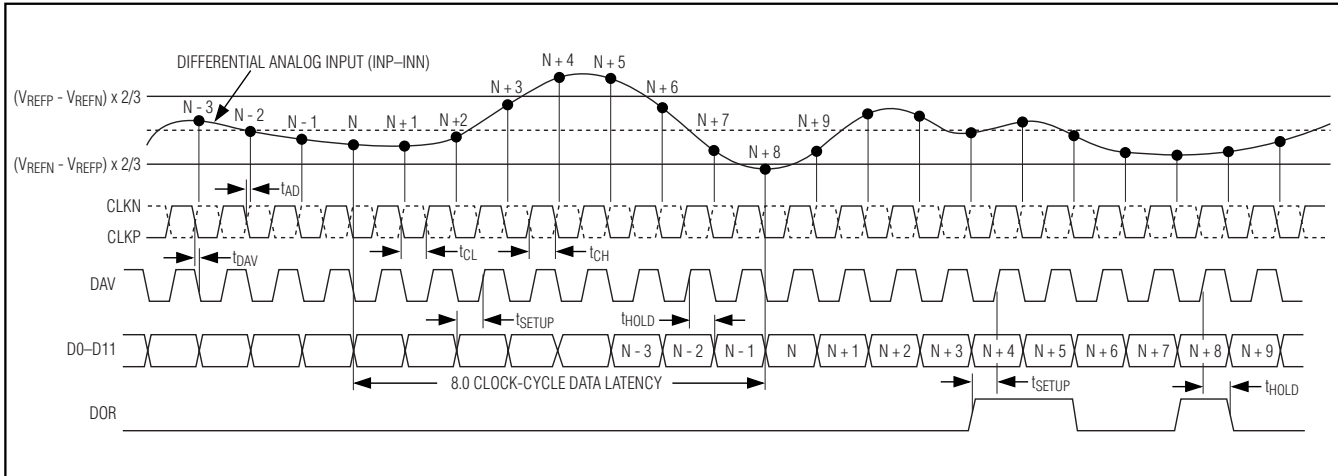 DIFFERENTIAL ANALOG INPUT (INP–INN)
(VREFP - VREFN) x 2/3
(VREFN - VREFP) x 2/3
N - 3
N - 2
N - 1
N
N + 1
N + 2
N + 3
N + 4
N + 5
N + 6
N + 7
N + 8
N + 9
tAD
CLKN
CLKP
tDAV
tCL
tCH
DAV
tSETUP
tHOLD
D0–D11
N - 3
N - 2
N - 1
N
N + 1
N + 2
N + 3
N + 4
N + 5
N + 6
N + 7
N + 8
N + 9
8.0 CLOCK-CYCLE DATA LATENCY
tSETUP
tHOLD
DOR